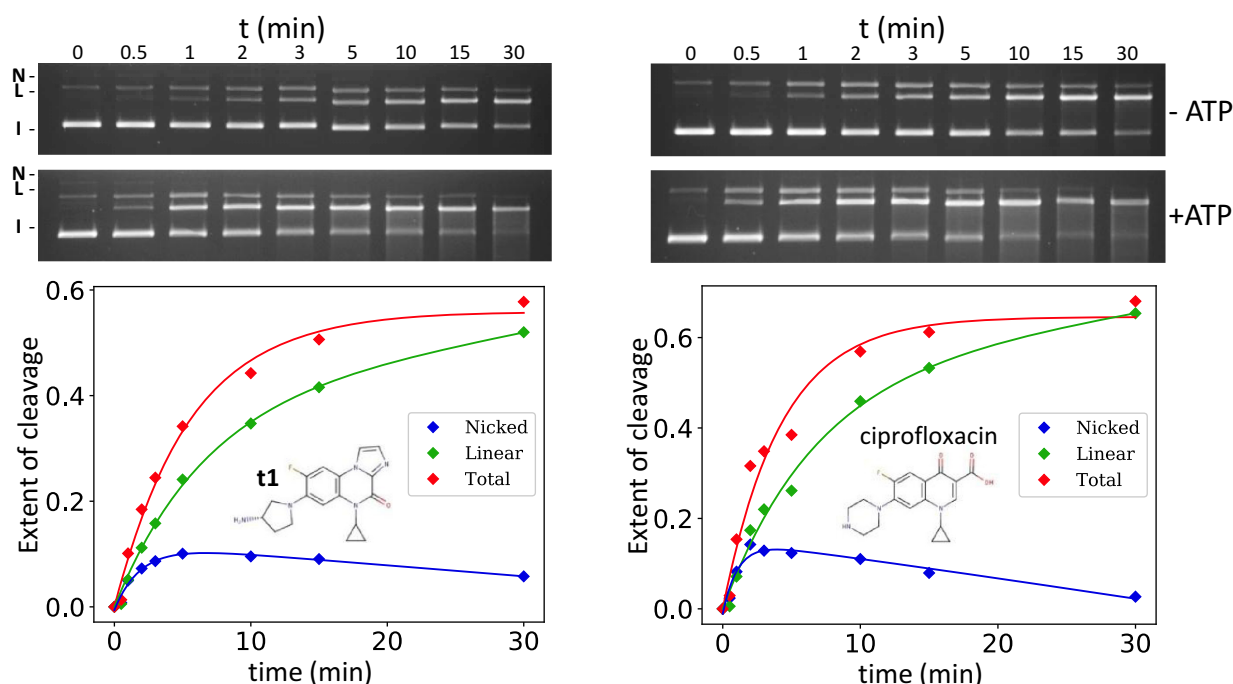 t (min)
0 0.5 1 2 3 5 10 15 30
N -
L -
I -
N -
L -
I -
t (min)
0 0.5 1 2 3 5 10 15 30
- ATP
+ATP
Extent of cleavage
0.6
0.4
0.2
0.0
0 10 20 30
time (min)
Nicked
Linear
Total
t1
F
N
N
O
N
N
H₂N
Extent of cleavage
0.6
0.4
0.2
0.0
0 10 20 30
time (min)
Nicked
Linear
Total
ciprofloxacin
O
O
F
OH
N
N
HN